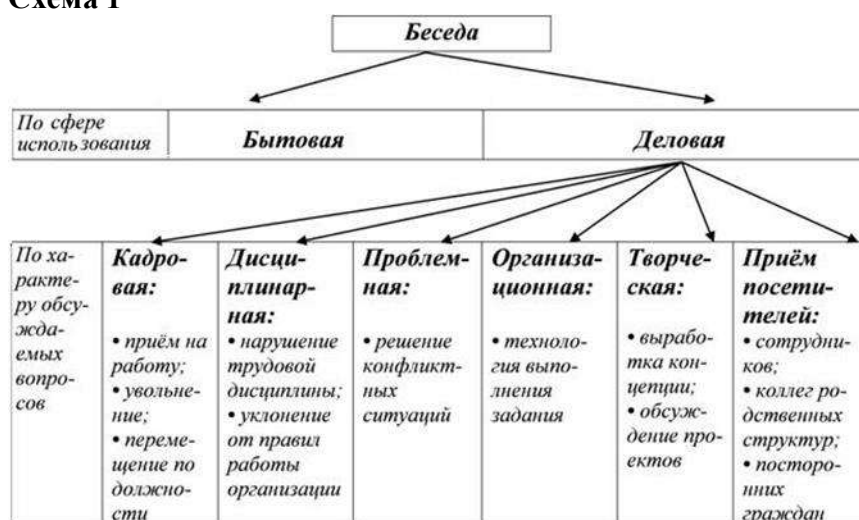 Схема 1
Беседа
По сфере
использования
Бытовая
Деловая
По ха-
ракте-
ру обсу-
ждa-
емых
вопро-
сов
Кадро-
вая:
• приём на
работу;
• увольне-
ние;
• переме-
щение по
должно-
сти
Дисци-
плинар-
ная:
• нарушение
трудовой
дисциплины;
• уклонение
от правил
работы
организации
Проблем-
ная:
• решение
конфликт-
ных
ситуаций
Организа-
ционная:
• техноло-
гия выпо-
лнения
задания
Творче-
ская:
• вырабо-
тка кон-
цепции;
• обсуж-
дение про-
ектов
Приём
посети-
телей:
• сотрудни-
ков;
• коллег ро-
дственных
структур;
• посторо-
нних
граждан